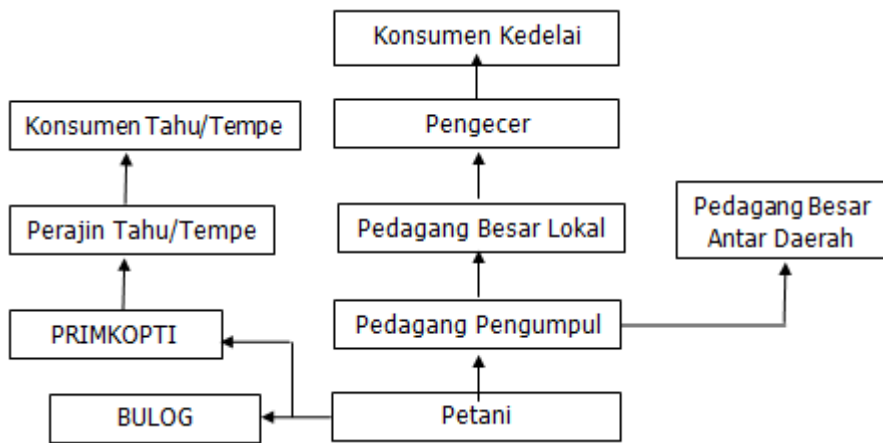 Konsumen Kedelai
Konsumen Tahu/Tempe
Pengecer
Perajin Tahu/Tempe
Pedagang Besar Lokal
Pedagang Besar
Antar Daerah
PRIMKOPTI
Pedagang Pengumpul
BULOG
Petani